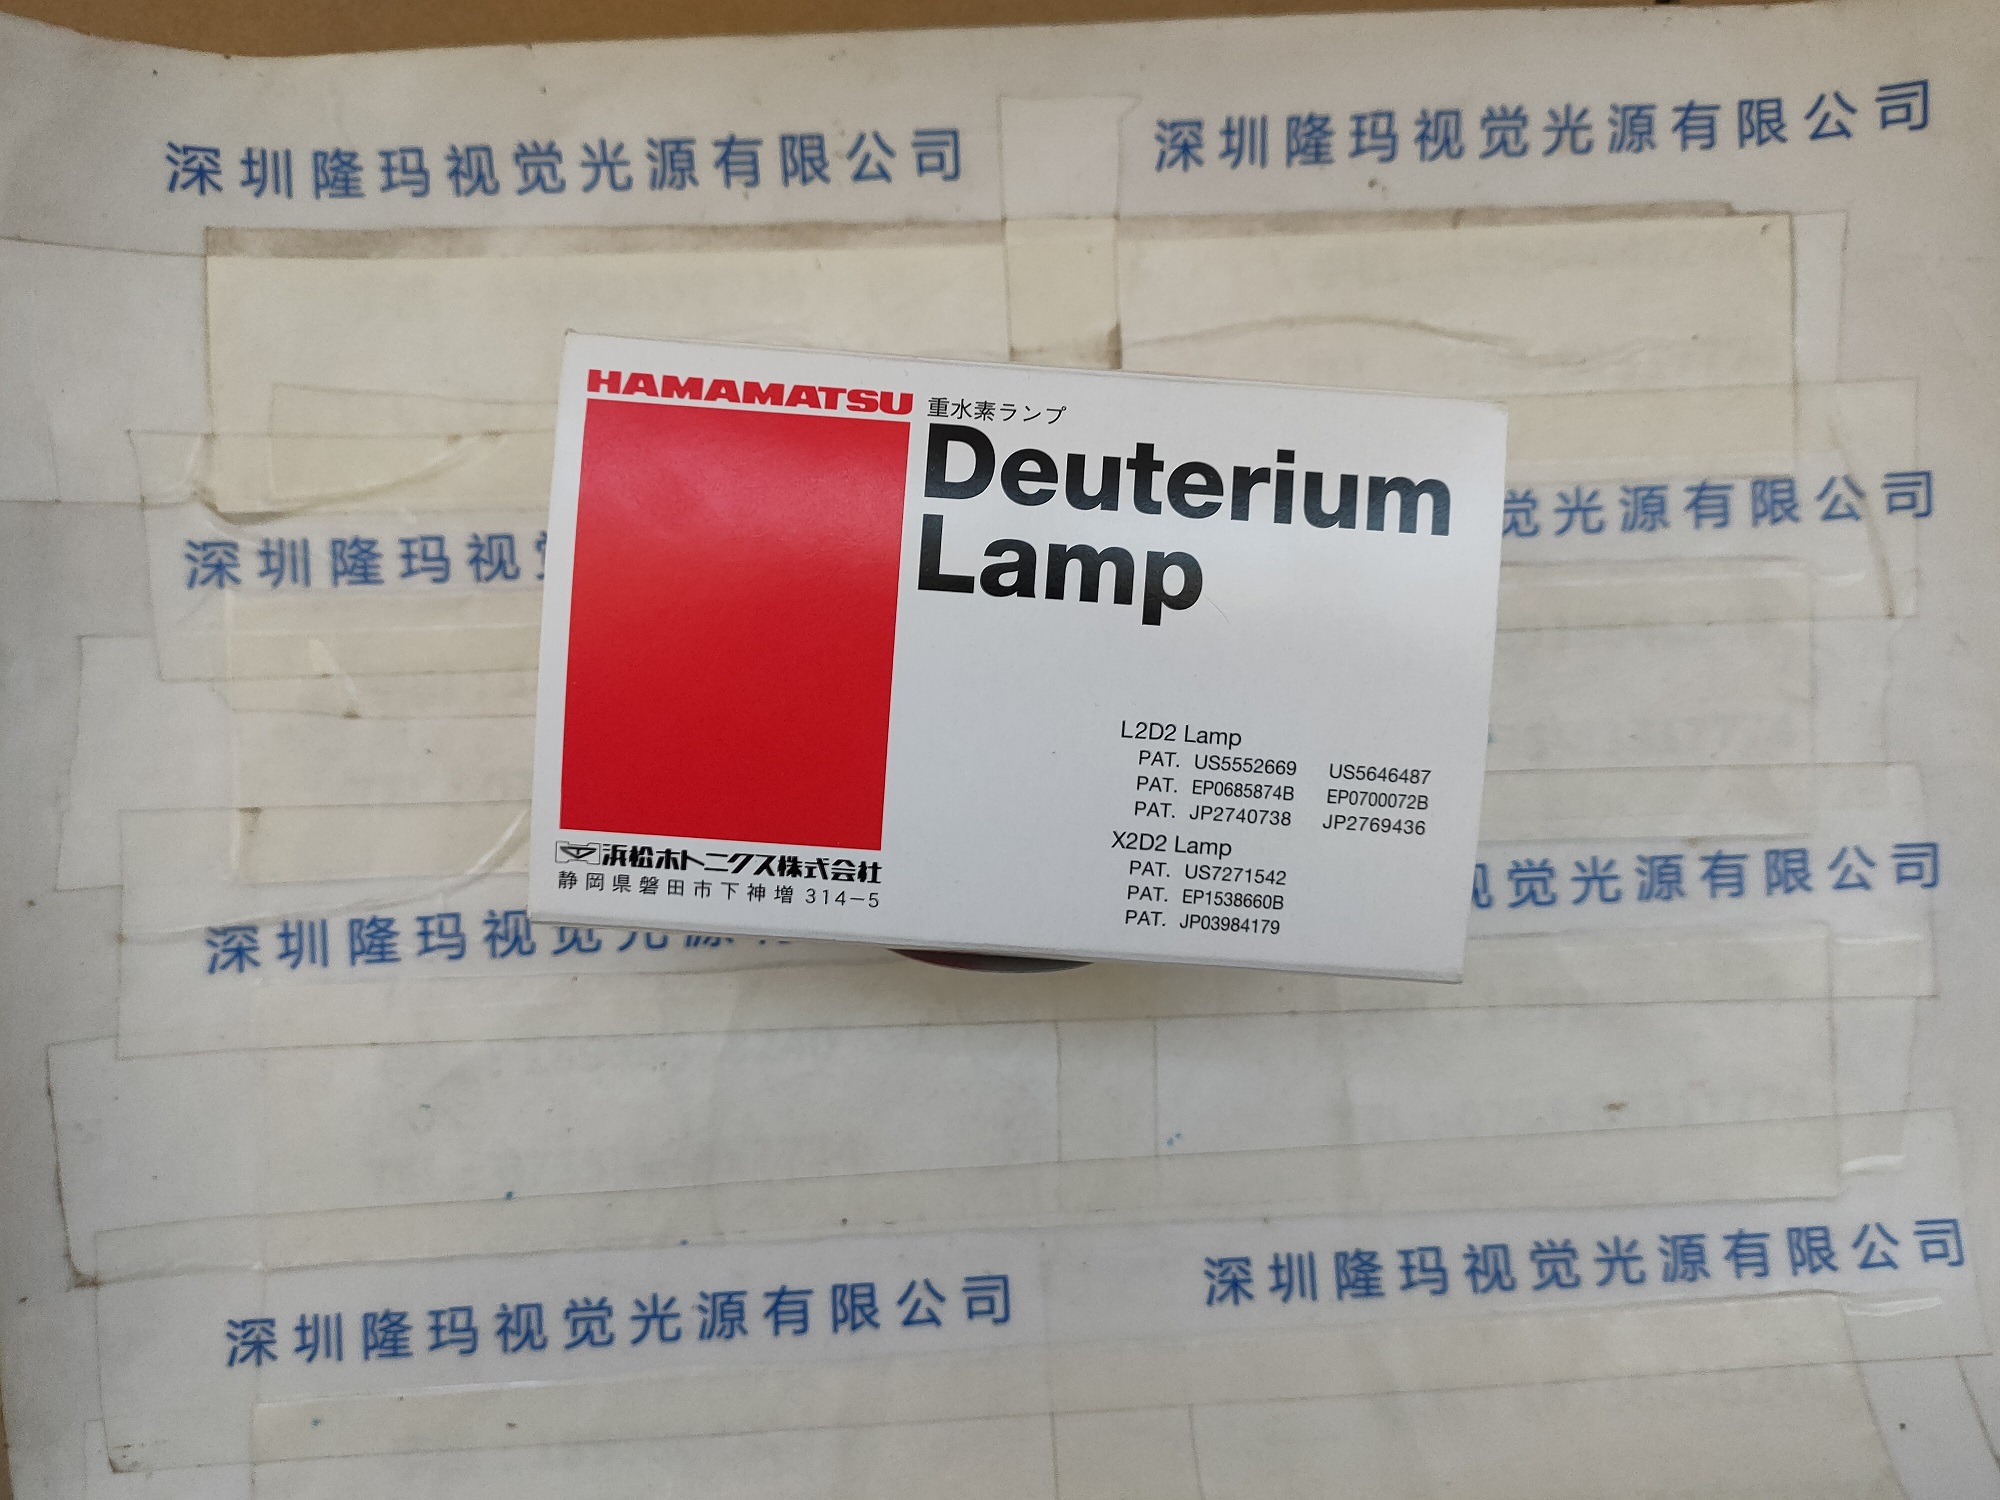 深圳隆玛视觉光源有限公司
深圳隆玛视觉光源有限公司
HAMAMATSU
重水素ランプ
Deuterium
Lamp
深圳隆玛视
觉光源有限公司
L2D2 Lamp
PAT. US5552669 US5646487
PAT. EP0685874B EP0700072B
PAT. JP2740738 JP2769436
X2D2 Lamp
PAT. US7271542
PAT. EP1538660B
PAT. JP03984179
浜松ホトニクス株式会社
静岡県磐田市下神増 314-5
深圳隆玛视觉光源
视觉光源有限公司
深圳隆玛视觉光源有限公司
深圳隆玛视觉光源有限公司